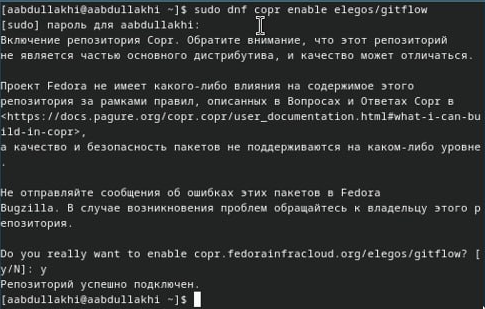 [aabdullakhi@aabdullakhi ~]$ sudo dnf copr enable elegos/gitflow
[sudo] пароль для aabdullakhi:
Включение репозитория Copr. Обратите внимание, что этот репозиторий
не является частью основного дистрибутива, и качество может отличаться.
Проект Fedora не имеет какого-либо влияния на содержимое этого
репозитория за рамками правил, описанных в Вопросах и Ответах Copr в
<https://docs.pagure.org/copr.copr/user_documentation.html#what-i-can-bu
ild-in-copr>,
а качество и безопасность пакетов не поддерживаются на каком-либо уровне
.
Не отправляйте сообщения об ошибках этих пакетов в Fedora
Bugzilla. В случае возникновения проблем обращайтесь к владельцу этого р
епозитория.
Do you really want to enable copr.fedorainfracloud.org/elegos/gitflow? [
y/N]: y
Репозиторий успешно подключен.
[aabdullakhi@aabdullakhi ~]$